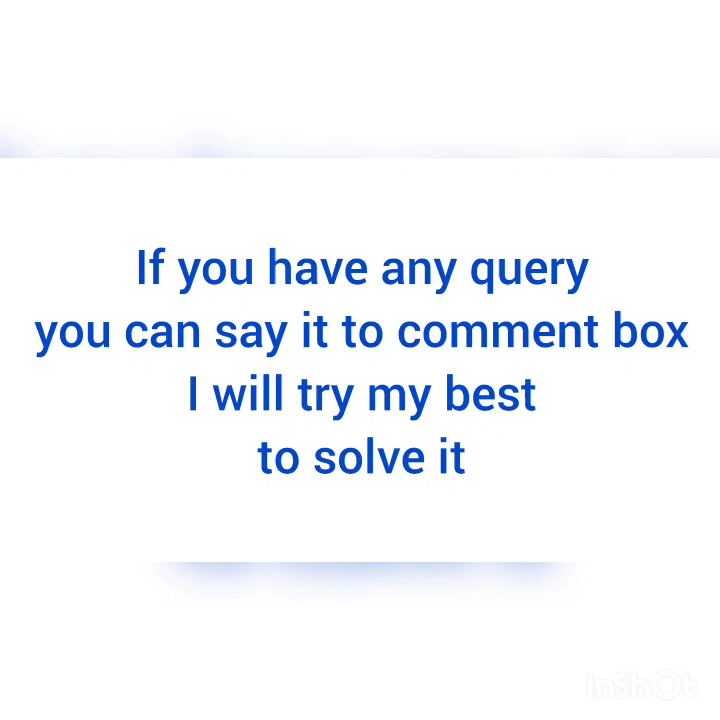 If you have any query
you can say it to comment box
I will try my best
to solve it
InShOt